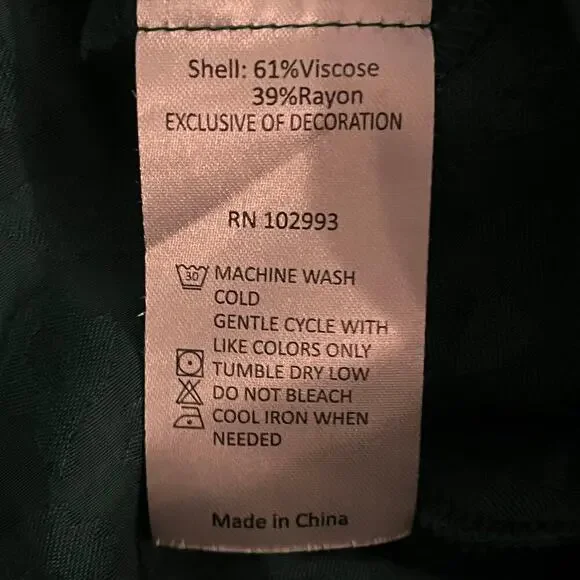 Shell: 61%Viscose
39%Rayon
EXCLUSIVE OF DECORATION
RN 102993
30 MACHINE WASH
COLD
GENTLE CYCLE WITH
LIKE COLORS ONLY
TUMBLE DRY LOW
DO NOT BLEACH
COOL IRON WHEN
NEEDED
Made in China